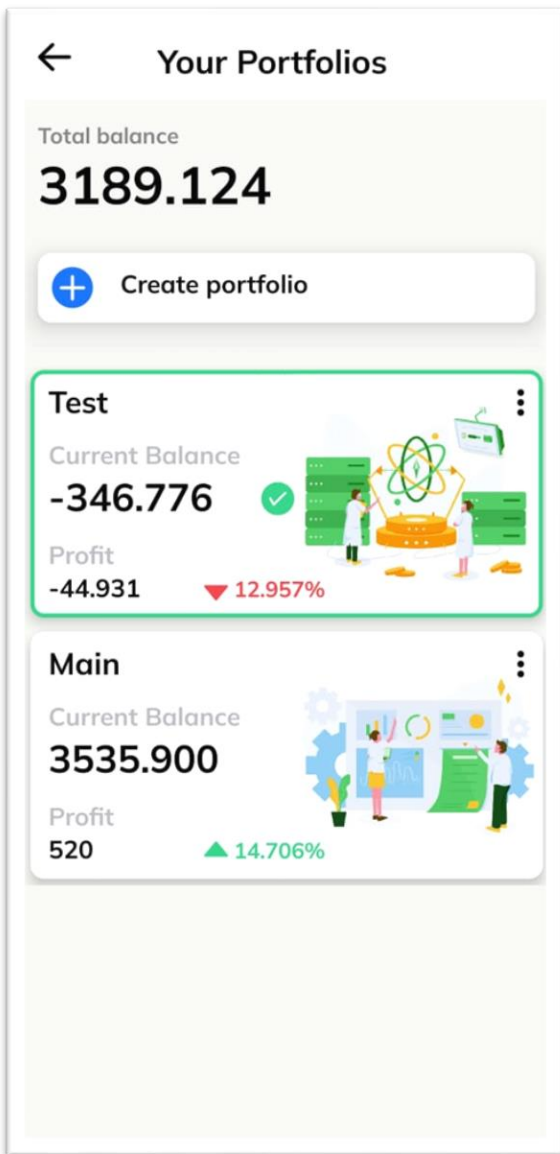 Your Portfolios
Total balance
3189.124
Create portfolio
Test
Current Balance
-346.776
Profit
-44.931 12.957%
Main
Current Balance
3535.900
Profit
520 14.706%